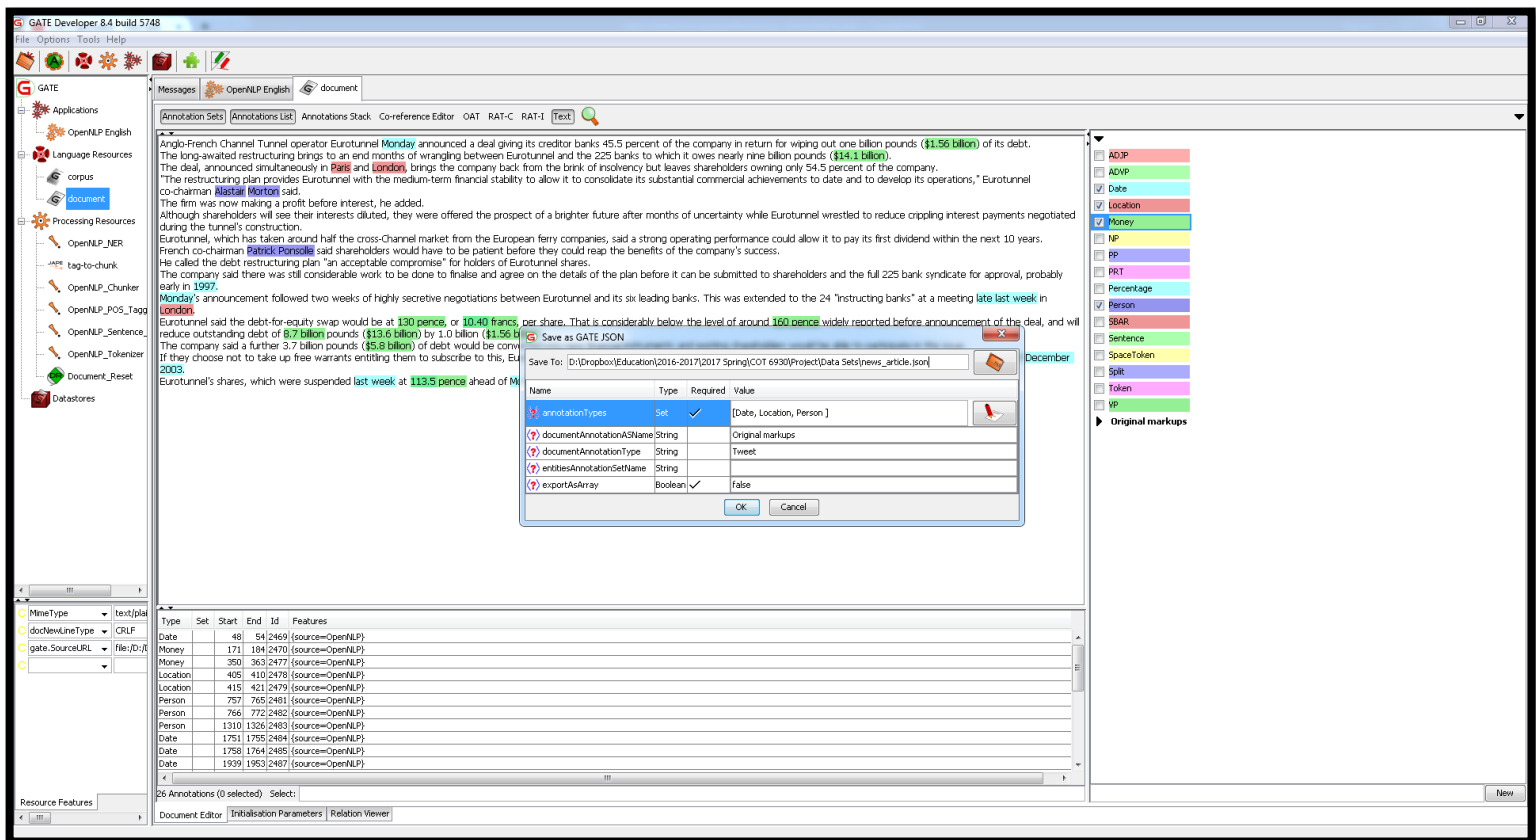 GATE Developer 8.4 build 5748
File Options Tools Help
GATE
Applications
OpenNLP English
Language Resources
corpus
document
Processing Resources
OpenNLP_NER
tag-to-chunk
OpenNLP_Chunker
OpenNLP_POS_Tagg
OpenNLP_Sentence_
OpenNLP_Tokenizer
Document_Reset
Datastores
MimeType text/plai
docNewLineType CRLF
gate.SourceURL file:/D:/D
Resource Features
Messages OpenNLP English document
Annotation Sets Annotations List Annotations Stack Co-reference Editor OAT RAT-C RAT-I Text
Anglo-French Channel Tunnel operator Eurotunnel Monday announced a deal giving its creditor banks 45.5 percent of the company in return for wiping out one billion pounds ($1.56 billion) of its debt.
The long-awaited restructuring brings to an end months of wrangling between Eurotunnel and the 225 banks to which it owes nearly nine billion pounds ($14.1 billion).
The deal, announced simultaneously in Paris and London, brings the company back from the brink of insolvency but leaves shareholders owning only 54.5 percent of the company.
"The restructuring plan provides Eurotunnel with the medium-term financial stability to allow it to consolidate its substantial commercial achievements to date and to develop its operations," Eurotunnel
co-chairman Alastair Morton said.
The firm was now making a profit before interest, he added.
Although shareholders will see their interests diluted, they were offered the prospect of a brighter future after months of uncertainty while Eurotunnel wrestled to reduce crippling interest payments negotiated
during the tunnel's construction.
Eurotunnel, which has taken around half the cross-Channel market from the European ferry companies, said a strong operating performance could allow it to pay its first dividend within the next 10 years.
French co-chairman Patrick Ponsolle said shareholders would have to be patient before they could reap the benefits of the company's success.
He called the debt restructuring plan "an acceptable compromise" for holders of Eurotunnel shares.
The company said there was still considerable work to be done to finalise and agree on the details of the plan before it can be submitted to shareholders and the full 225 bank syndicate for approval, probably
early in 1997.
Monday's announcement followed two weeks of highly secretive negotiations between Eurotunnel and its six leading banks. This was extended to the 24 "instructing banks" at a meeting late last week in
London.
Eurotunnel said the debt-for-equity swap would be at 130 pence, or 10.40 francs, per share. That is considerably below the level of around 160 pence widely reported before announcement of the deal, and will
reduce outstanding debt of 8.7 billion pounds ($13.6 billion) by 1.0 billion ($1.56 b
The company said a further 3.7 billion pounds ($5.8 billion) of debt would be conv
If they choose not to take up free warrants entitling them to subscribe to this, Eu December
2003.
Eurotunnel's shares, which were suspended last week at 113.5 pence ahead of Mo
Save as GATE JSON
Save To: D:\Dropbox\Education\2016-2017\2017 Spring\COT 6930\Project\Data Sets\news_article.json
Name Type Required Value
annotationTypes Set [Date, Location, Person ]
documentAnnotationASName String Original markups
documentAnnotationType String Tweet
entitiesAnnotationSetName String
exportAsArray Boolean false
OK Cancel
ADJP
ADVP
Date
Location
Money
NP
PP
PRT
Percentage
Person
SBAR
Sentence
SpaceToken
Split
Token
VP
Original markups
Type Set Start End Id Features
Date 48 54 2469 {source=OpenNLP}
Money 171 184 2470 {source=OpenNLP}
Money 350 363 2477 {source=OpenNLP}
Location 405 410 2478 {source=OpenNLP}
Location 415 421 2479 {source=OpenNLP}
Person 757 765 2481 {source=OpenNLP}
Person 766 772 2482 {source=OpenNLP}
Person 1310 1326 2483 {source=OpenNLP}
Date 1751 1755 2484 {source=OpenNLP}
Date 1758 1764 2485 {source=OpenNLP}
Date 1939 1953 2487 {source=OpenNLP}
26 Annotations (0 selected) Select:
New
Document Editor Initialisation Parameters Relation Viewer